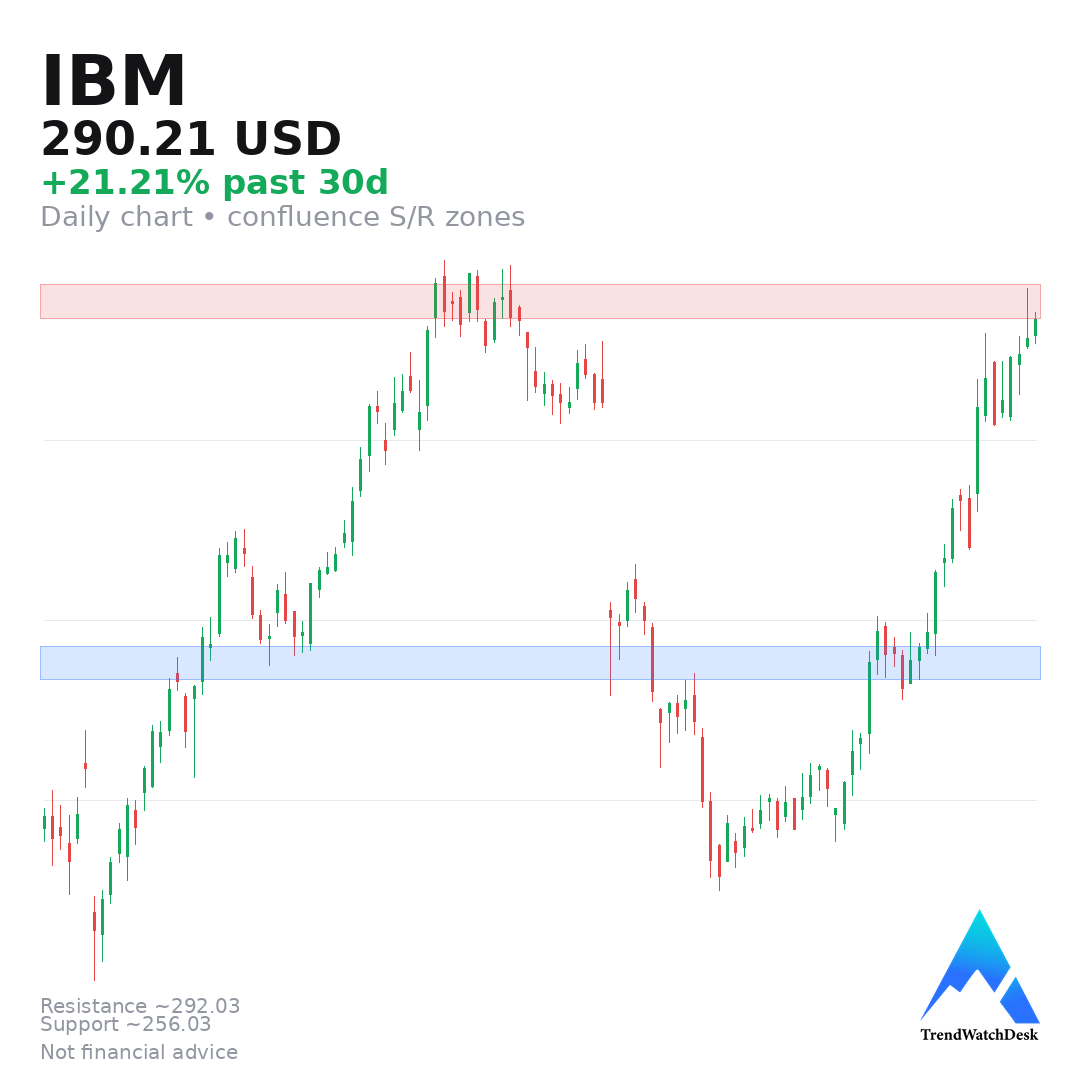 IBM
290.21 USD
+21.21% past 30d
Daily chart • confluence S/R zones
Resistance ~292.03
Support ~256.03
Not financial advice
TrendWatchDesk